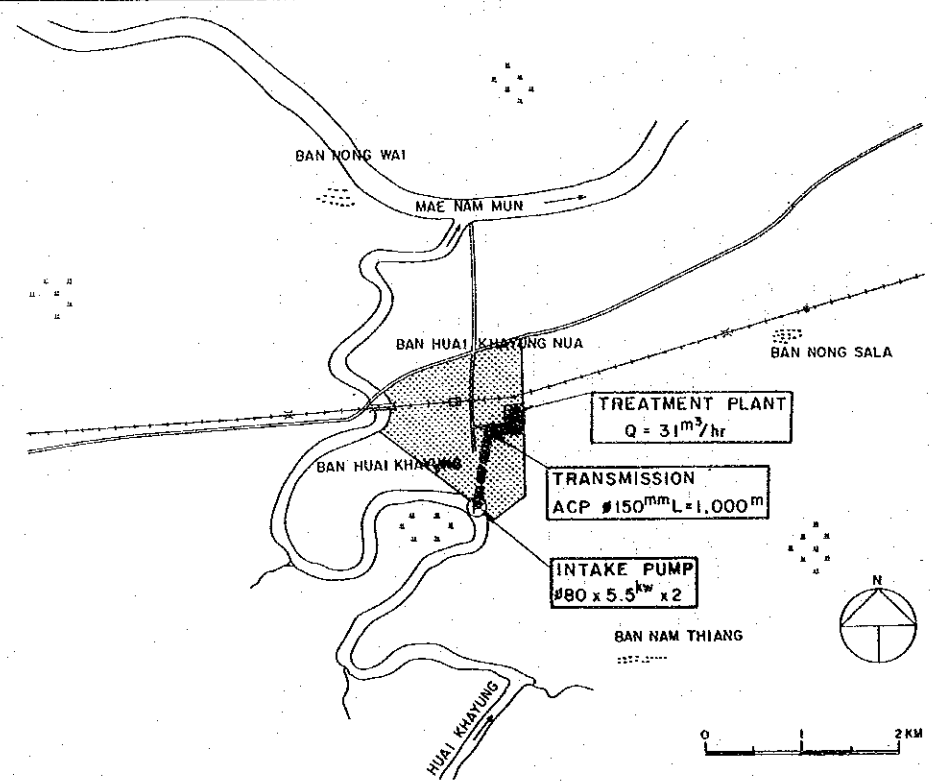 BAN NONG WAI
MAE NAM MUN
BAN HUAI KHAYUNG NUA
BAN NONG SALA
TREATMENT PLANT
Q = 31 m³/hr
BAN HUAI KHAYUNG
TRANSMISSION
ACP ø150mm L=1,000m
P
INTAKE PUMP
ø80 x 5.5kw x 2
N
BAN NAM THIANG
HUAI KHAYUNG
0 1 2 KM